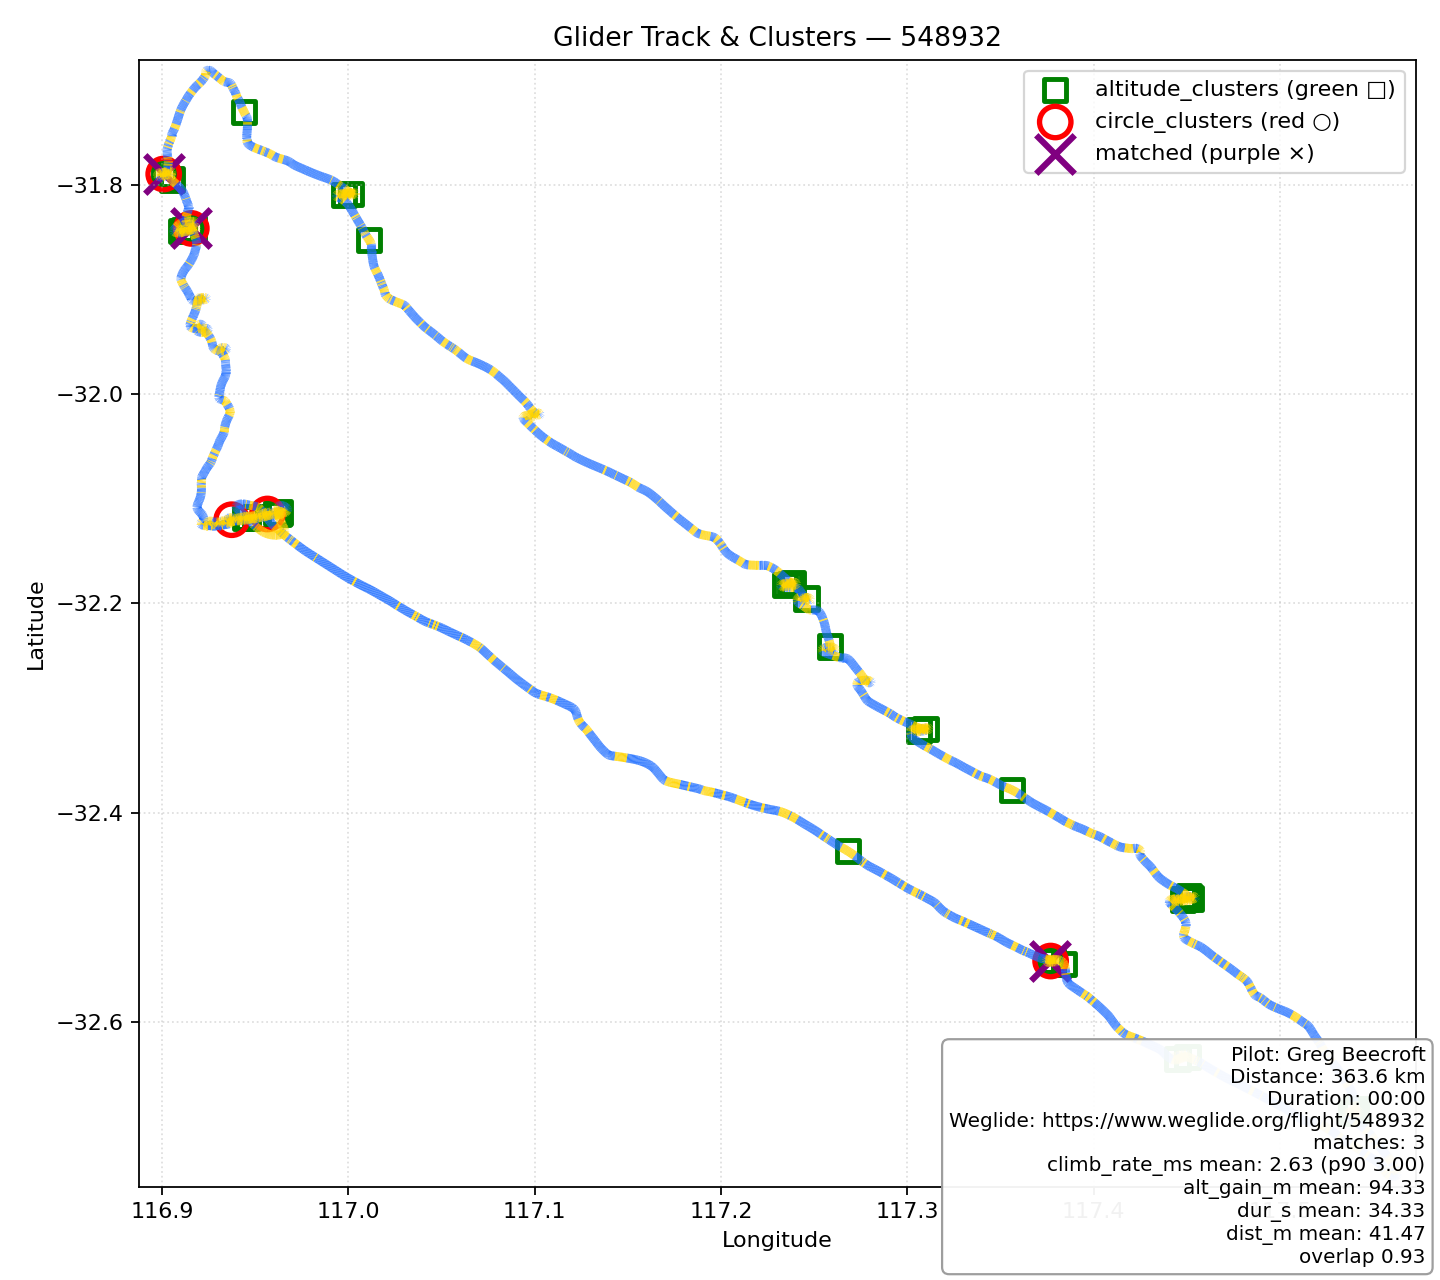 Glider Track & Clusters — 548932
altitude_clusters (green □)
circle_clusters (red ○)
matched (purple ×)
−31.8
−32.0
−32.2
−32.4
−32.6
Latitude
116.9
117.0
117.1
117.2
117.3
117.4
Longitude
Pilot: Greg Beecroft
Distance: 363.6 km
Duration: 00:00
Weglide: https://www.weglide.org/flight/548932
matches: 3
climb_rate_ms mean: 2.63 (p90 3.00)
alt_gain_m mean: 94.33
dur_s mean: 34.33
dist_m mean: 41.47
overlap 0.93